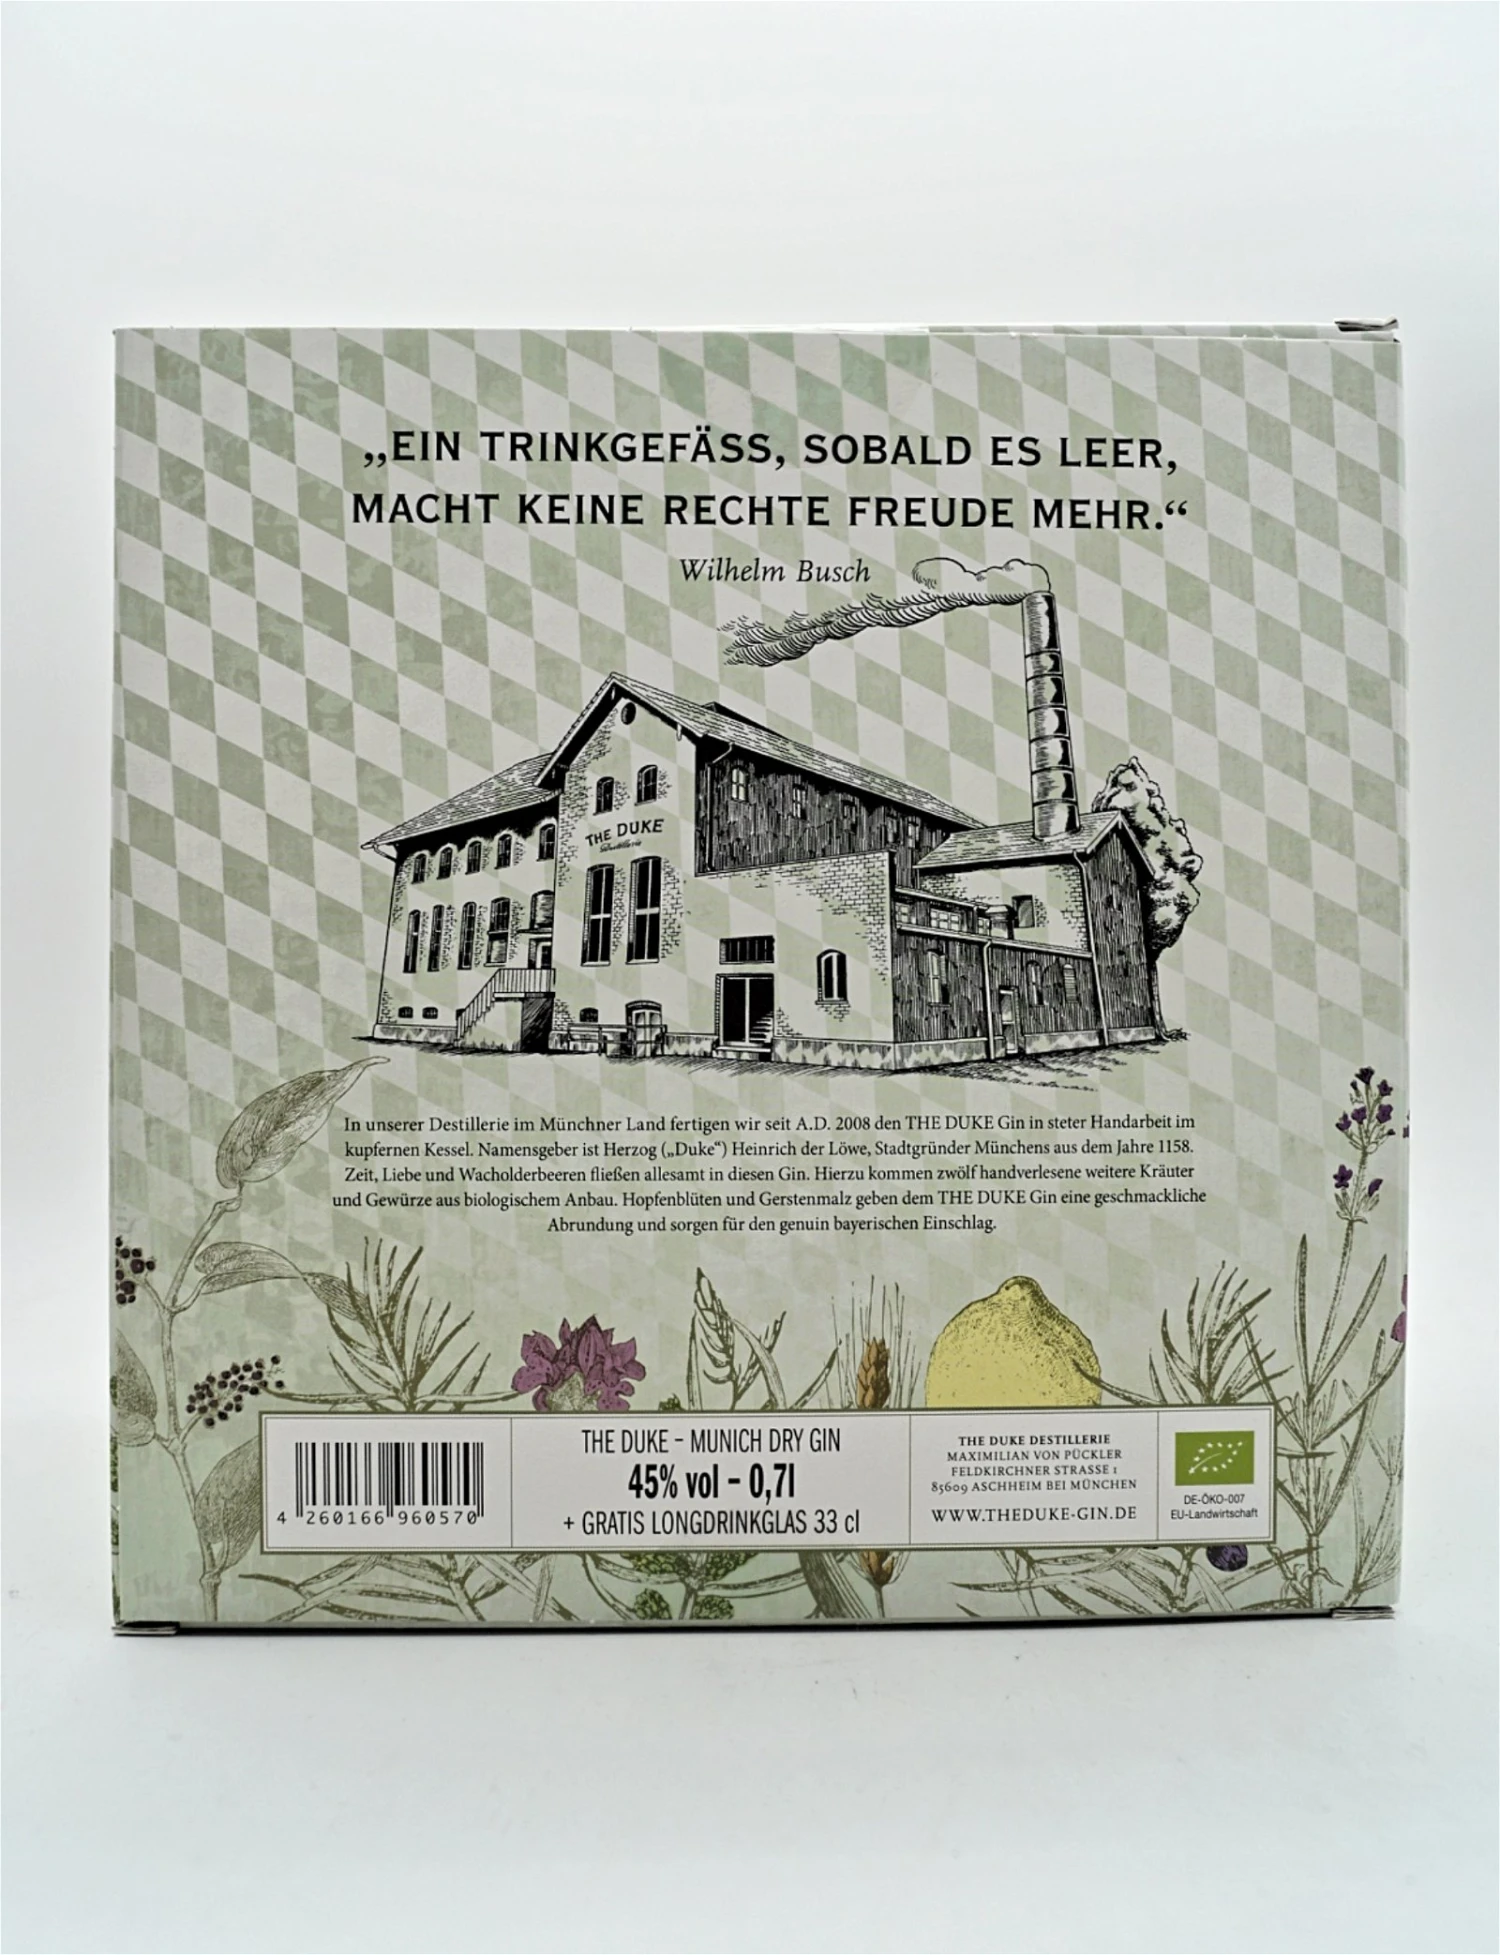 „EIN TRINKGEFÄSS, SOBALD ES LEER,
MACHT KEINE RECHTE FREUDE MEHR.“
Wilhelm Busch
THE DUKE
Destillerie
In unserer Destillerie im Münchner Land fertigen wir seit A.D. 2008 den THE DUKE Gin in steter Handarbeit im
kupfernen Kessel. Namensgeber ist Herzog („Duke“) Heinrich der Löwe, Stadtgründer Münchens aus dem Jahre 1158.
Zeit, Liebe und Wacholderbeeren fließen allesamt in diesen Gin. Hierzu kommen zwölf handverlesene weitere Kräuter
und Gewürze aus biologischem Anbau. Hopfenblüten und Gerstenmalz geben dem THE DUKE Gin eine geschmackliche
Abrundung und sorgen für den genuin bayerischen Einschlag.
4 260166 960570
THE DUKE – MUNICH DRY GIN
45% vol – 0,7l
+ GRATIS LONGDRINKGLAS 33 cl
THE DUKE DESTILLERIE
MAXIMILIAN VON PÜCKLER
FELDKIRCHNER STRASSE 1
85609 ASCHHEIM BEI MÜNCHEN
WWW.THEDUKE-GIN.DE
DE-ÖKO-007
EU-Landwirtschaft